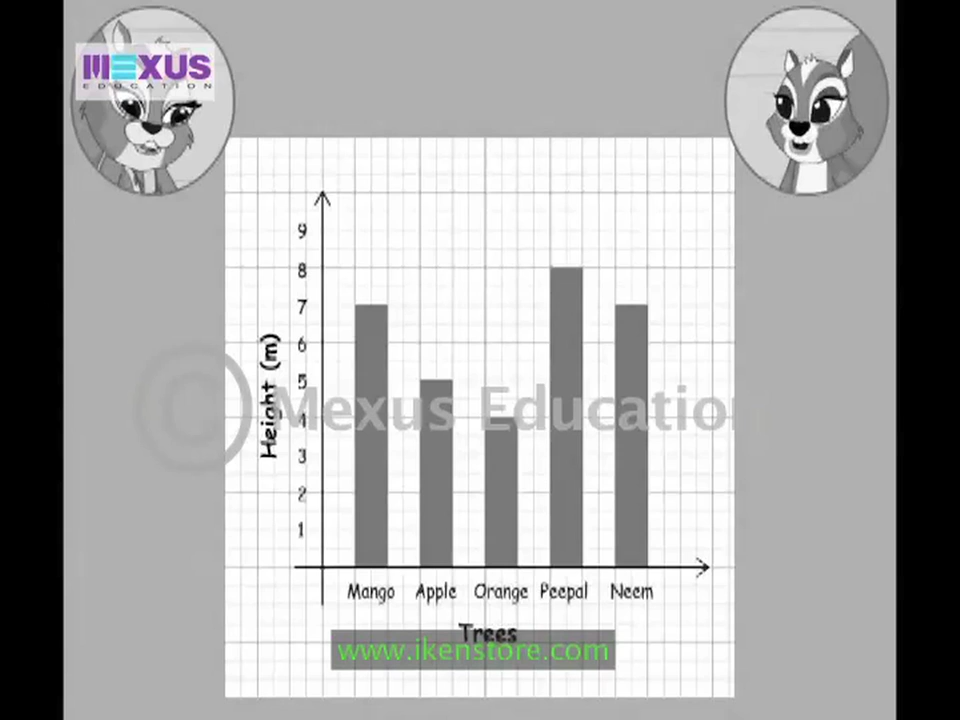 MEXUS
EDUCATION
9
8
7
6
5
4
3
2
1
Height (m)
© Mexus Education
Mango Apple Orange Peepal Neem
Trees
www.ikenstore.com